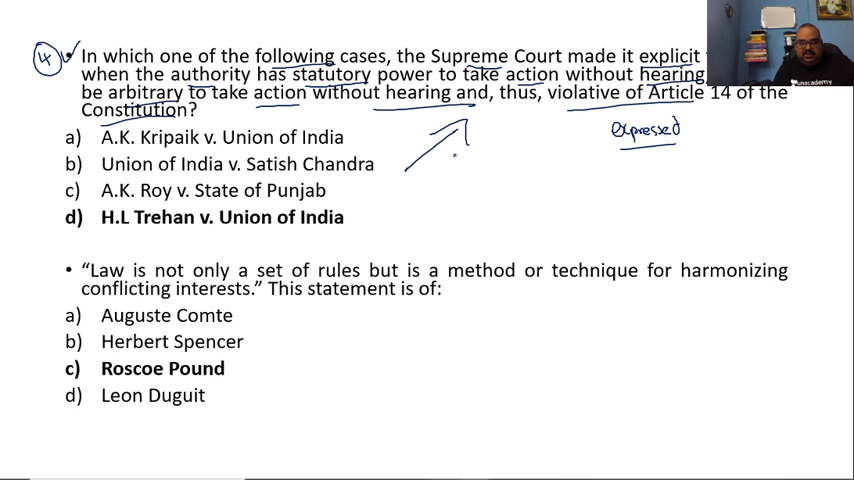 4 In which one of the following cases, the Supreme Court made it explicit
when the authority has statutory power to take action without hearing,
be arbitrary to take action without hearing and, thus, violative of Article 14 of the
Constitution?
expressed
a) A.K. Kripaik v. Union of India
b) Union of India v. Satish Chandra
c) A.K. Roy v. State of Punjab
d) H.L Trehan v. Union of India
• “Law is not only a set of rules but is a method or technique for harmonizing
conflicting interests.” This statement is of:
a) Auguste Comte
b) Herbert Spencer
c) Roscoe Pound
d) Leon Duguit
unacademy